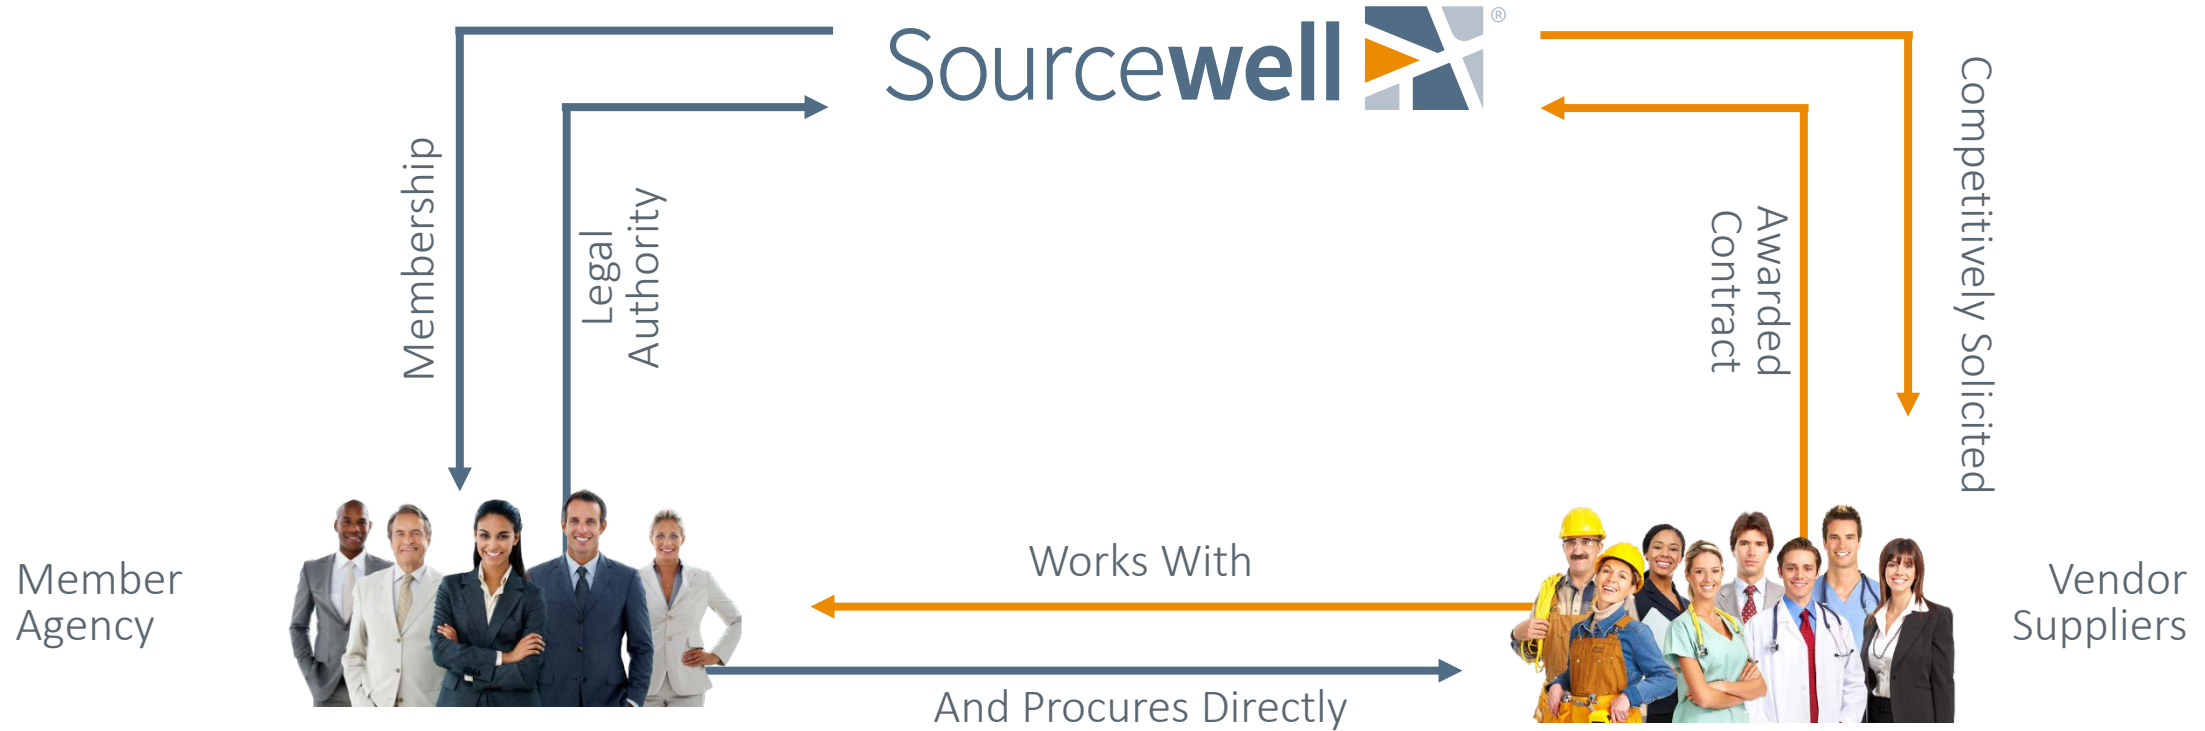 Sourcewell ®
Membership
Legal
Authority
Awarded
Contract
Competitively Solicited
Member
Agency
Works With
And Procures Directly
Vendor
Suppliers